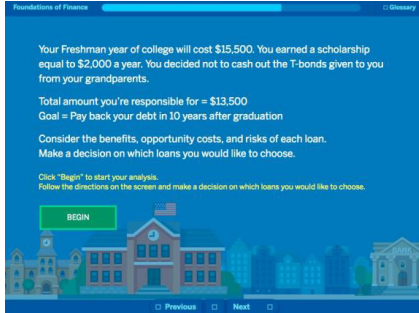 Foundations of Finance
Glossary
Your Freshman year of college will cost $15,500. You earned a scholarship
equal to $2,000 a year. You decided not to cash out the T-bonds given to you
from your grandparents.
Total amount you're responsible for = $13,500
Goal = Pay back your debt in 10 years after graduation
Consider the benefits, opportunity costs, and risks of each loan.
Make a decision on which loans you would like to choose.
Click "Begin" to start your analysis.
Follow the directions on the screen and make a decision on which loans you would like to choose.
BEGIN
Previous
Next